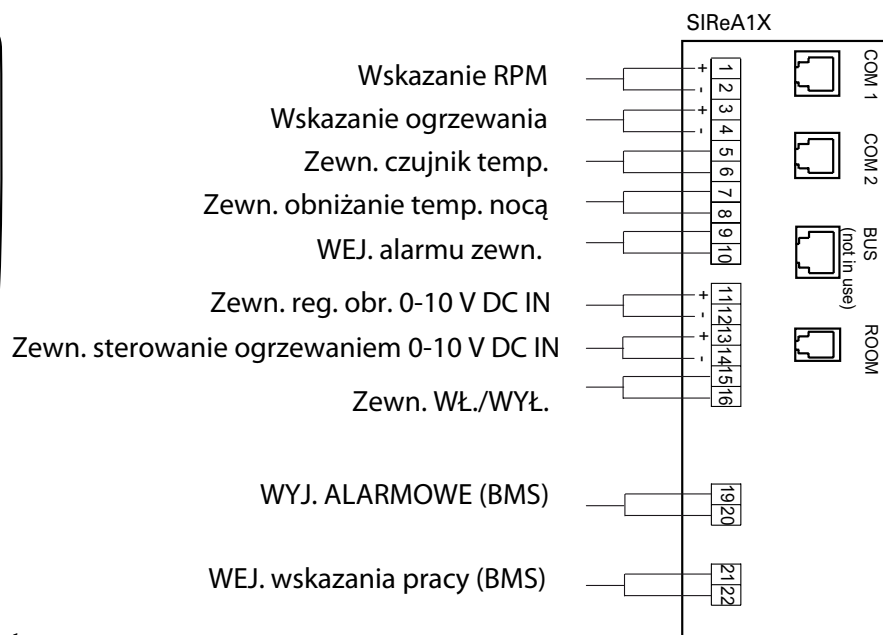 SIReA1X
Wskazanie RPM + 1
- 2
Wskazanie ogrzewania + 3
- 4
Zewn. czujnik temp. 5
6
Zewn. obniżanie temp. nocą 7
8
WEJ. alarmu zewn. 9
10
Zewn. reg. obr. 0-10 V DC IN + 11
- 12
Zewn. sterowanie ogrzewaniem 0-10 V DC IN + 13
- 14
Zewn. WŁ./WYŁ. 15
16
WYJ. ALARMOWE (BMS) 19
20
WEJ. wskazania pracy (BMS) 21
22
COM 1
COM 2
BUS
(not in use)
ROOM